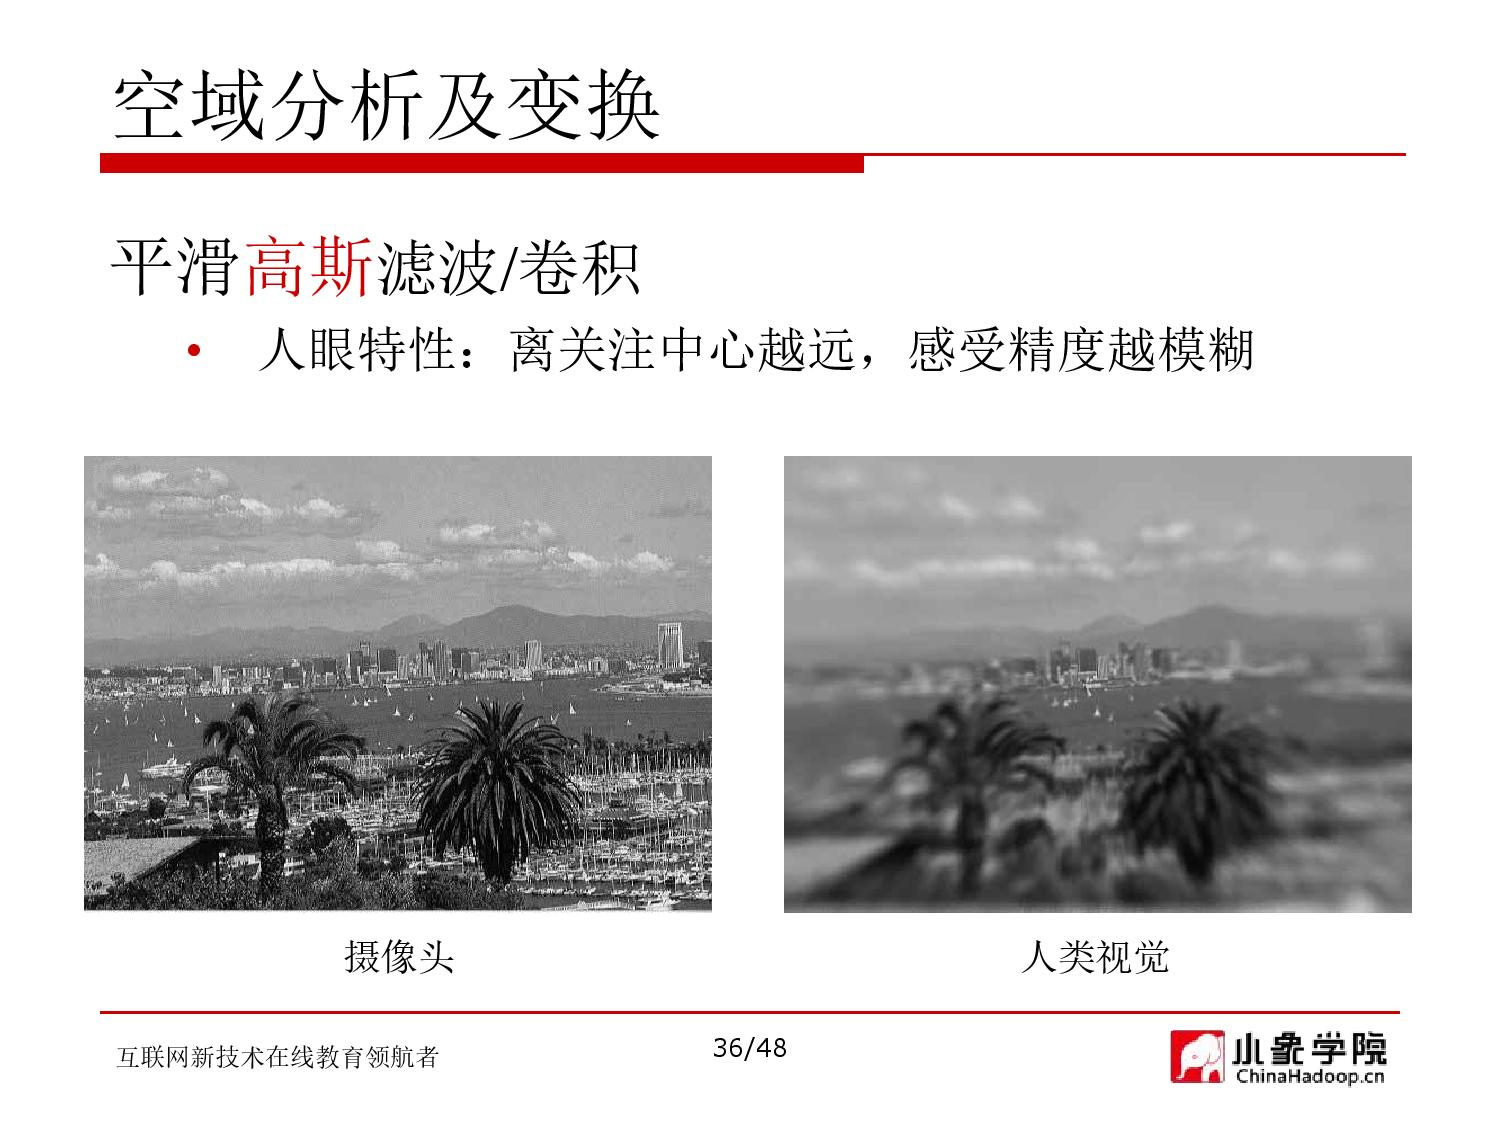 空域分析及变换
平滑高斯滤波/卷积
• 人眼特性：离关注中心越远，感受精度越模糊
摄像头
人类视觉
互联网新技术在线教育领航者
36/48
小象学院
ChinaHadoop.cn